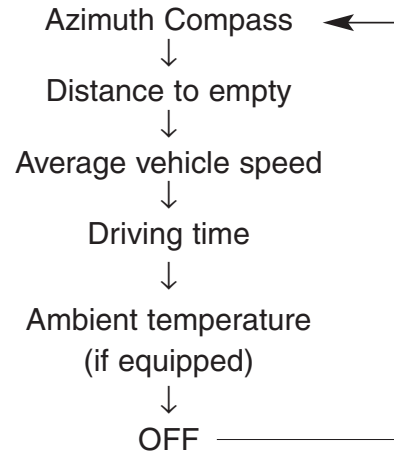 Azimuth Compass
Distance to empty
Average vehicle speed
Driving time
Ambient temperature
(if equipped)
OFF